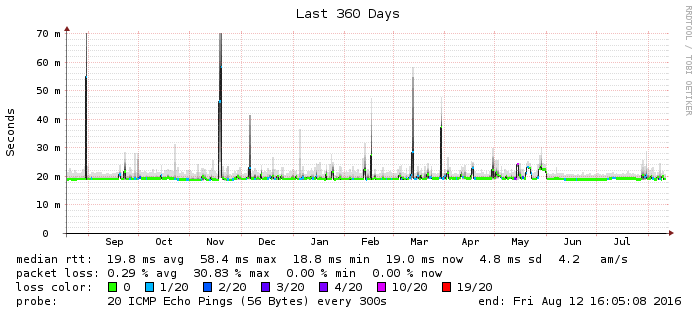 Last 360 Days
RRDTOOL / TOBI OETIKER
70 m
60 m
50 m
40 m
30 m
20 m
10 m
0
Seconds
Sep Oct Nov Dec Jan Feb Mar Apr May Jun Jul
median rtt: 19.8 ms avg 58.4 ms max 18.8 ms min 19.0 ms now 4.8 ms sd 4.2 am/s
packet loss: 0.29 % avg 30.83 % max 0.00 % min 0.00 % now
loss color: 0 1/20 2/20 3/20 4/20 10/20 19/20
probe: 20 ICMP Echo Pings (56 Bytes) every 300s end: Fri Aug 12 16:05:08 2016